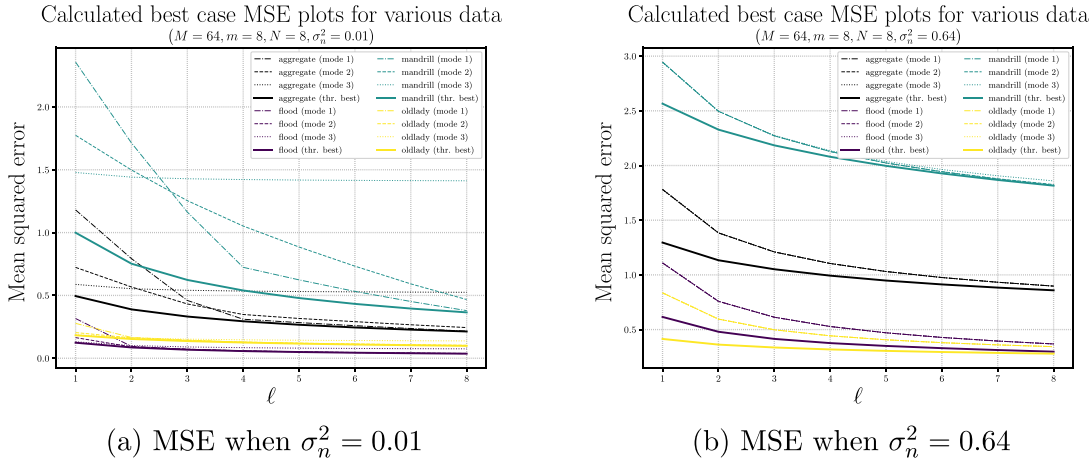 Calculated best case MSE plots for various data
(M = 64, m = 8, N = 8, σ_n^2 = 0.01)
aggregate (mode 1)
aggregate (mode 2)
aggregate (mode 3)
aggregate (thr. best)
flood (mode 1)
flood (mode 2)
flood (mode 3)
flood (thr. best)
mandrill (mode 1)
mandrill (mode 2)
mandrill (mode 3)
mandrill (thr. best)
oldlady (mode 1)
oldlady (mode 2)
oldlady (mode 3)
oldlady (thr. best)
Mean squared error
2.0
1.5
1.0
0.5
0.0
1 2 3 4 5 6 7 8
ℓ
(a) MSE when σ_n^2 = 0.01
Calculated best case MSE plots for various data
(M = 64, m = 8, N = 8, σ_n^2 = 0.64)
aggregate (mode 1)
aggregate (mode 2)
aggregate (mode 3)
aggregate (thr. best)
flood (mode 1)
flood (mode 2)
flood (mode 3)
flood (thr. best)
mandrill (mode 1)
mandrill (mode 2)
mandrill (mode 3)
mandrill (thr. best)
oldlady (mode 1)
oldlady (mode 2)
oldlady (mode 3)
oldlady (thr. best)
Mean squared error
3.0
2.5
2.0
1.5
1.0
0.5
1 2 3 4 5 6 7 8
ℓ
(b) MSE when σ_n^2 = 0.64